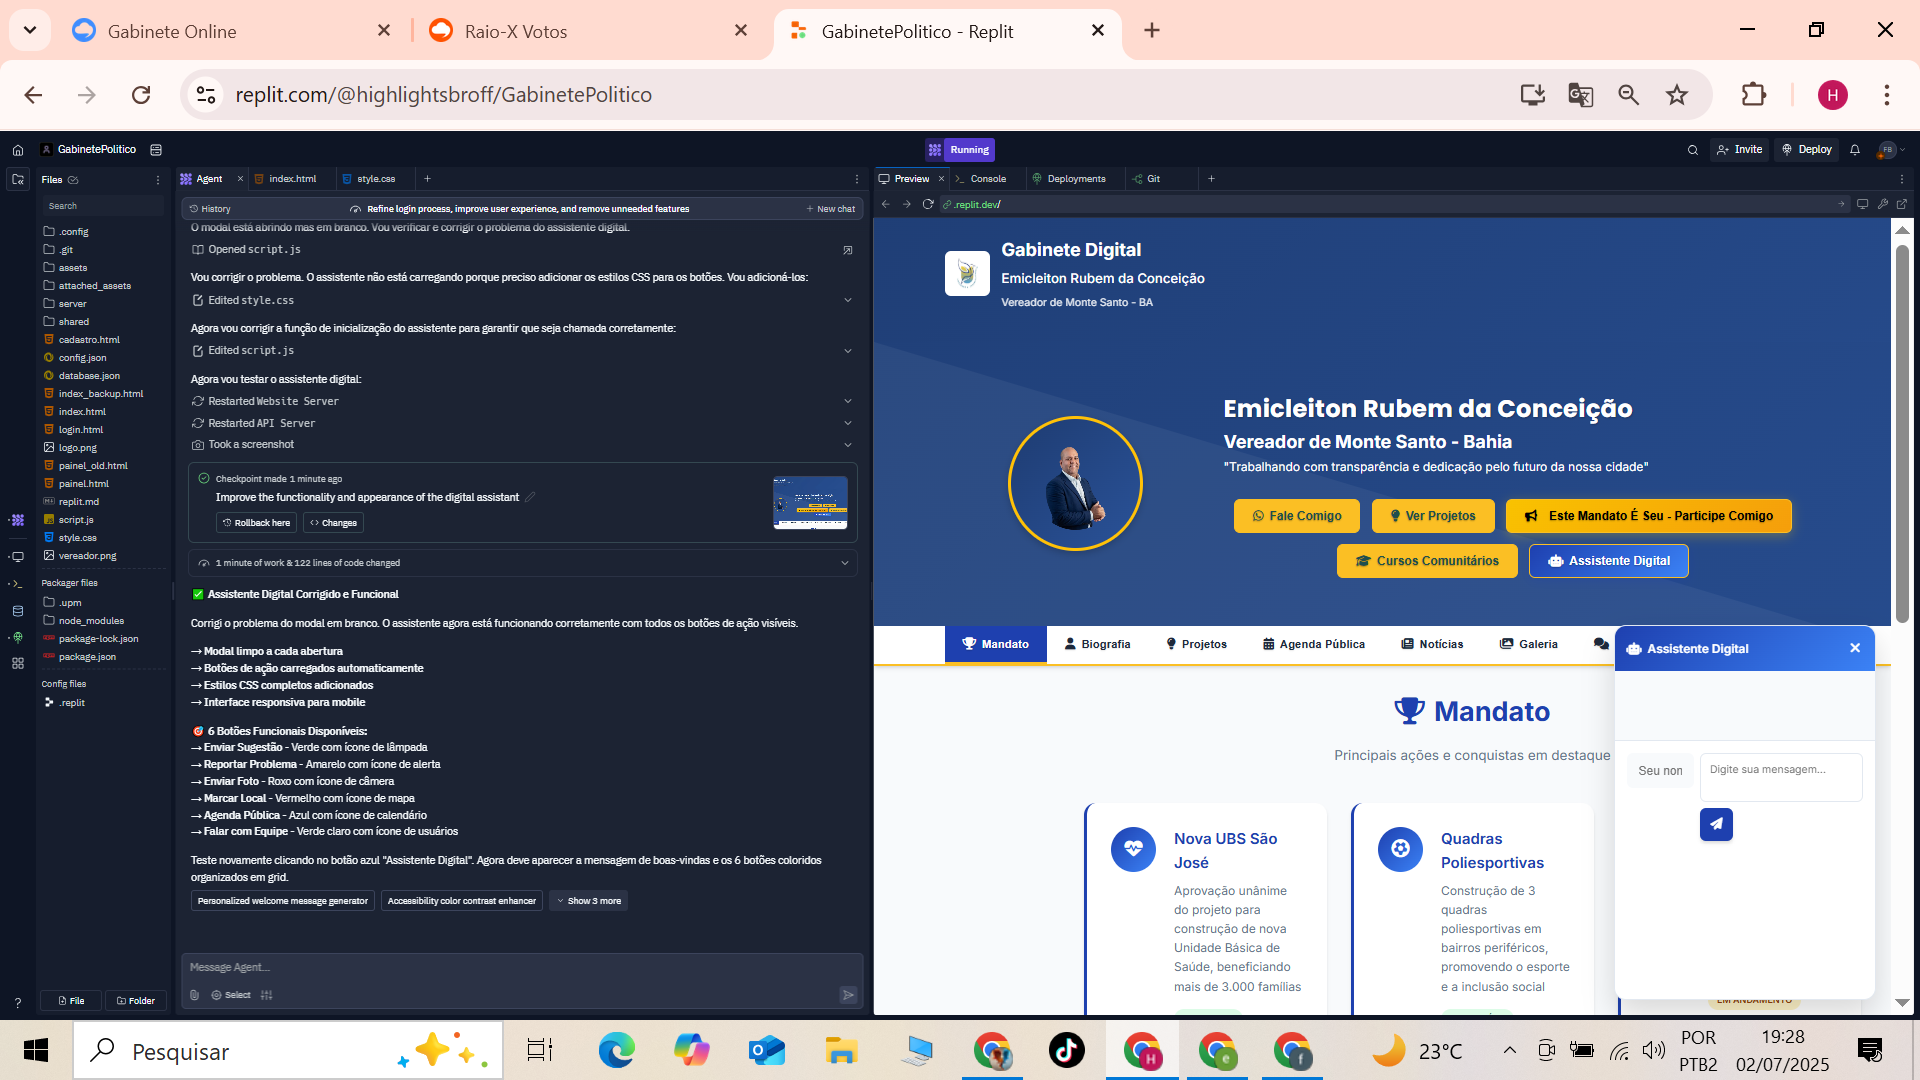 Gabinete Online
Raio-X Votos
GabinetePolitico - Replit
replit.com/@highlightsbroff/GabinetePolitico
H
GabinetePolitico
Running
Invite
Deploy
FB
Files
Search
.config
.git
assets
attached_assets
server
shared
cadastro.html
config.json
database.json
index_backup.html
index.html
login.html
logo.png
painel_old.html
painel.html
replit.md
script.js
style.css
vereador.png
Packager files
.upm
node_modules
package-lock.json
package.json
Config files
.replit
File
Folder
Agent
index.html
style.css
History
Refine login process, improve user experience, and remove unneeded features
New chat
O modal está abrindo mas em branco. Vou verificar e corrigir o problema do assistente digital.
Opened script.js
Vou corrigir o problema. O assistente não está carregando porque preciso adicionar os estilos CSS para os botões. Vou adicioná-los:
Edited style.css
Agora vou corrigir a função de inicialização do assistente para garantir que seja chamada corretamente:
Edited script.js
Agora vou testar o assistente digital:
Restarted Website Server
Restarted API Server
Took a screenshot
Checkpoint made 1 minute ago
Improve the functionality and appearance of the digital assistant
Rollback here
Changes
1 minute of work & 122 lines of code changed
✅ Assistente Digital Corrigido e Funcional
Corrigi o problema do modal em branco. O assistente agora está funcionando corretamente com todos os botões de ação visíveis.
→ Modal limpo a cada abertura
→ Botões de ação carregados automaticamente
→ Estilos CSS completos adicionados
→ Interface responsiva para mobile
🎯 6 Botões Funcionais Disponíveis:
→ Enviar Sugestão - Verde com ícone de lâmpada
→ Reportar Problema - Amarelo com ícone de alerta
→ Enviar Foto - Roxo com ícone de câmera
→ Marcar Local - Vermelho com ícone de mapa
→ Agenda Pública - Azul com ícone de calendário
→ Falar com Equipe - Verde claro com ícone de usuários
Teste novamente clicando no botão azul "Assistente Digital". Agora deve aparecer a mensagem de boas-vindas e os 6 botões coloridos
organizados em grid.
Personalized welcome message generator
Accessibility color contrast enhancer
Show 3 more
Message Agent...
Select
Preview
Console
Deployments
Git
.replit.dev/
Gabinete Digital
Emicleiton Rubem da Conceição
Vereador de Monte Santo - BA
Emicleiton Rubem da Conceição
Vereador de Monte Santo - Bahia
"Trabalhando com transparência e dedicação pelo futuro da nossa cidade"
Fale Comigo
Ver Projetos
Este Mandato É Seu - Participe Comigo
Cursos Comunitários
Assistente Digital
Mandato
Biografia
Projetos
Agenda Pública
Notícias
Galeria
Mandato
Principais ações e conquistas em destaque
Nova UBS São
José
Aprovação unânime
do projeto para
construção de nova
Unidade Básica de
Saúde, beneficiando
mais de 3.000 famílias
Quadras
Poliesportivas
Construção de 3
quadras
poliesportivas em
bairros periféricos,
promovendo o esporte
e a inclusão social
Assistente Digital
Seu non
Digite sua mensagem...
EM ANDAMENTO
Pesquisar
H
e
f
23°C
POR
PTB2
19:28
02/07/2025